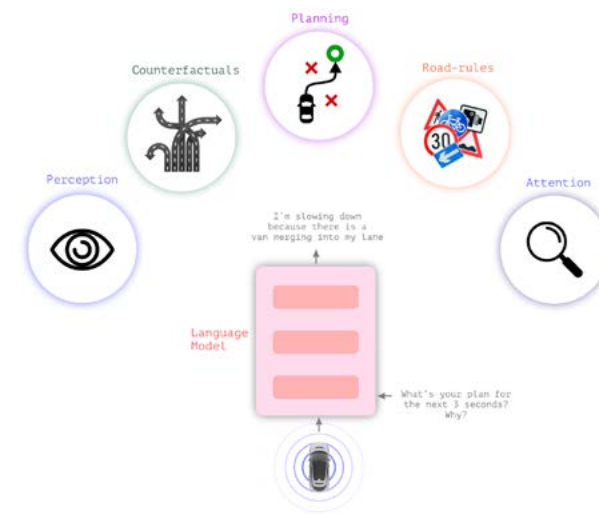 Planning
Counterfactuals
Road-rules
Perception
Attention
30
I'm slowing down
because there is a
van merging into my lane
Language
Model
What's your plan for
the next 3 seconds?
Why?